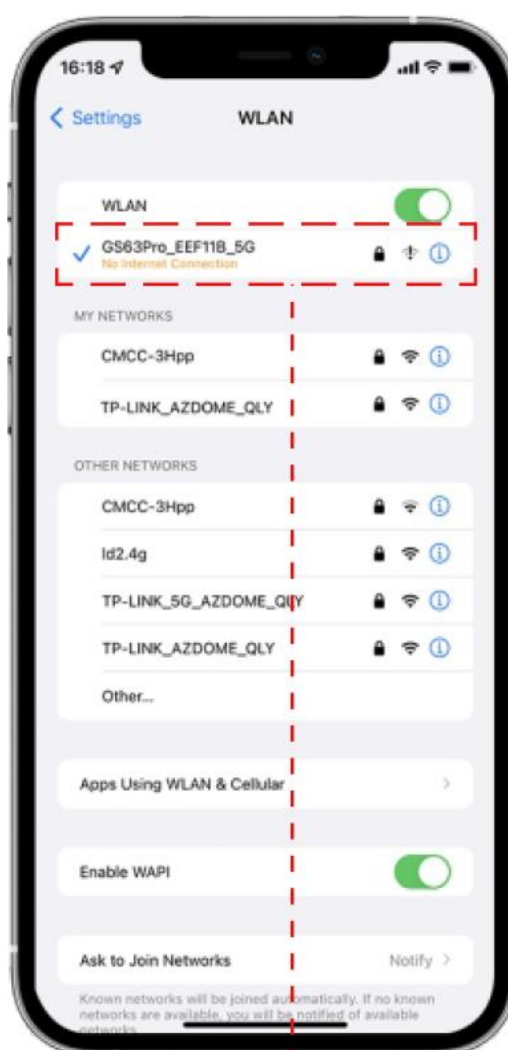 16:18
Settings
WLAN
WLAN
GS63Pro_EEF11B_5G
No Internet Connection
MY NETWORKS
CMCC-3Hpp
TP-LINK_AZDOME_QLY
OTHER NETWORKS
CMCC-3Hpp
ld2.4g
TP-LINK_5G_AZDOME_QLY
TP-LINK_AZDOME_QLY
Other...
Apps Using WLAN & Cellular
Enable WAPI
Ask to Join Networks
Notify
Known networks will be joined automatically. If no known
networks are available, you will be notified of available
networks.